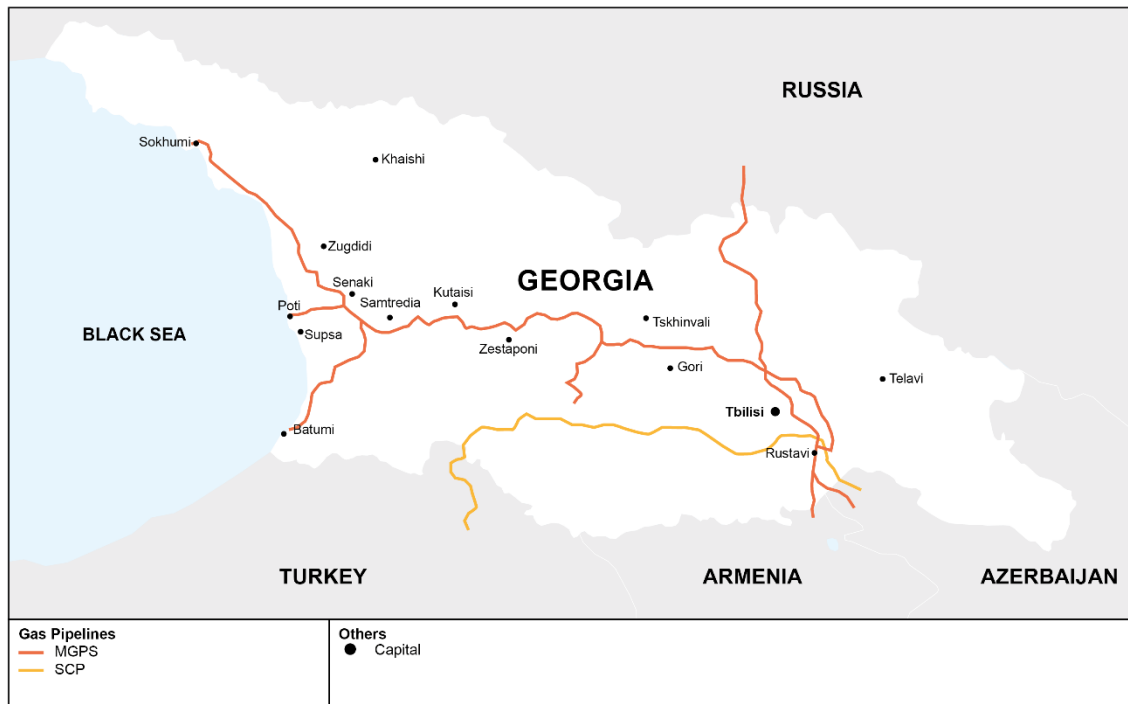 RUSSIA
Sokhumi
Khaishi
Zugdidi
GEORGIA
Senaki
Kutaisi
Poti
Samtredia
Tskhinvali
BLACK SEA
Supsa
Zestaponi
Gori
Telavi
Tbilisi
Batumi
Rustavi
TURKEY
ARMENIA
AZERBAIJAN
Gas Pipelines
MGPS
SCP
Others
Capital